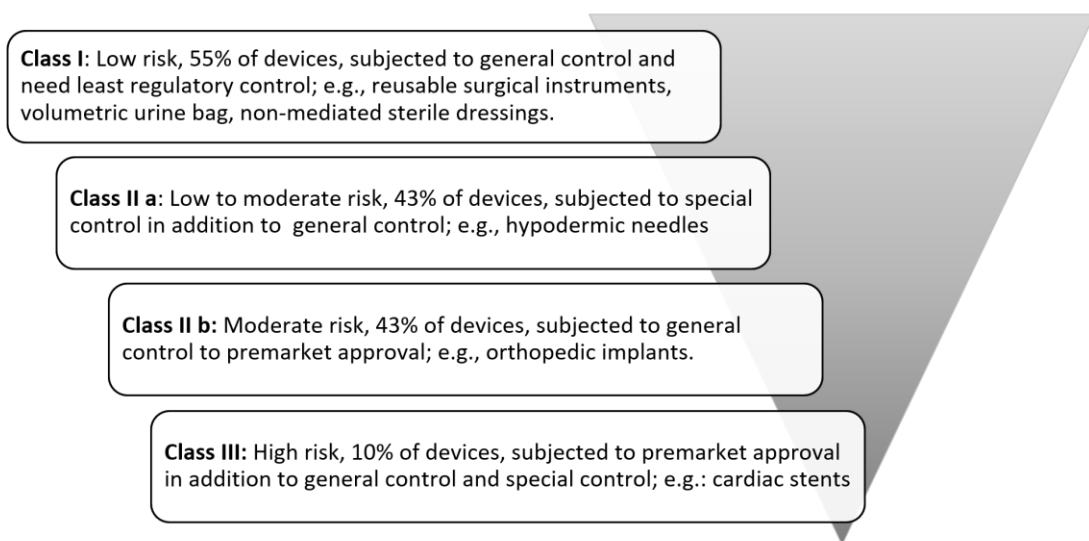 Class I: Low risk, 55% of devices, subjected to general control and
need least regulatory control; e.g., reusable surgical instruments,
volumetric urine bag, non-mediated sterile dressings.
Class II a: Low to moderate risk, 43% of devices, subjected to special
control in addition to general control; e.g., hypodermic needles
Class II b: Moderate risk, 43% of devices, subjected to general
control to premarket approval; e.g., orthopedic implants.
Class III: High risk, 10% of devices, subjected to premarket approval
in addition to general control and special control; e.g.: cardiac stents